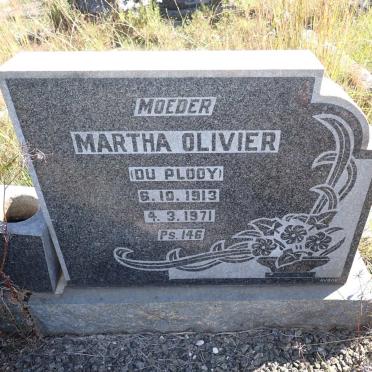 MOEDER
MARTHA OLIVIER
(DU PLOOY)
6.10.1913
4.3.1971
Ps.146